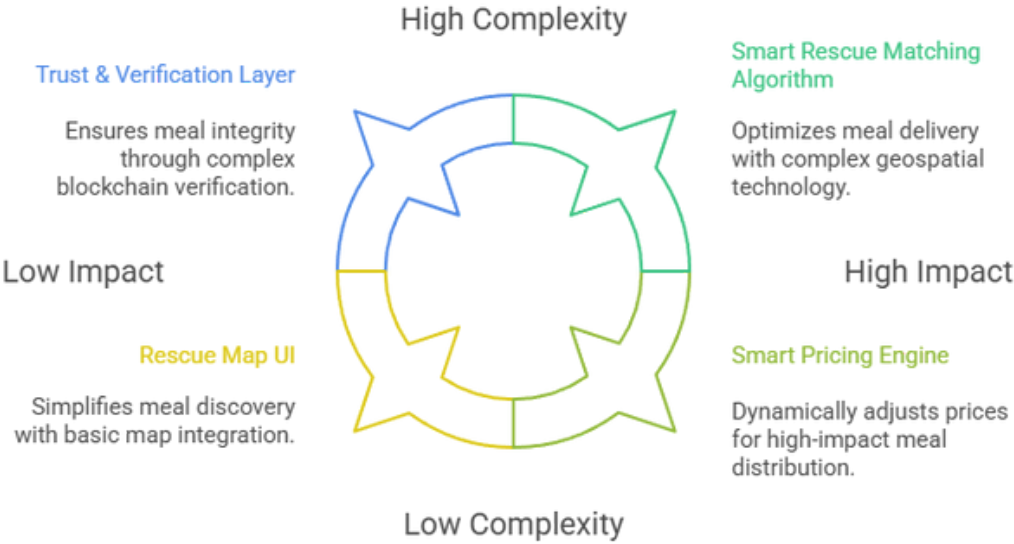 High Complexity
Trust & Verification Layer
Ensures meal integrity
through complex
blockchain verification.
Smart Rescue Matching
Algorithm
Optimizes meal delivery
with complex geospatial
technology.
Low Impact
High Impact
Rescue Map UI
Simplifies meal discovery
with basic map integration.
Smart Pricing Engine
Dynamically adjusts prices
for high-impact meal
distribution.
Low Complexity